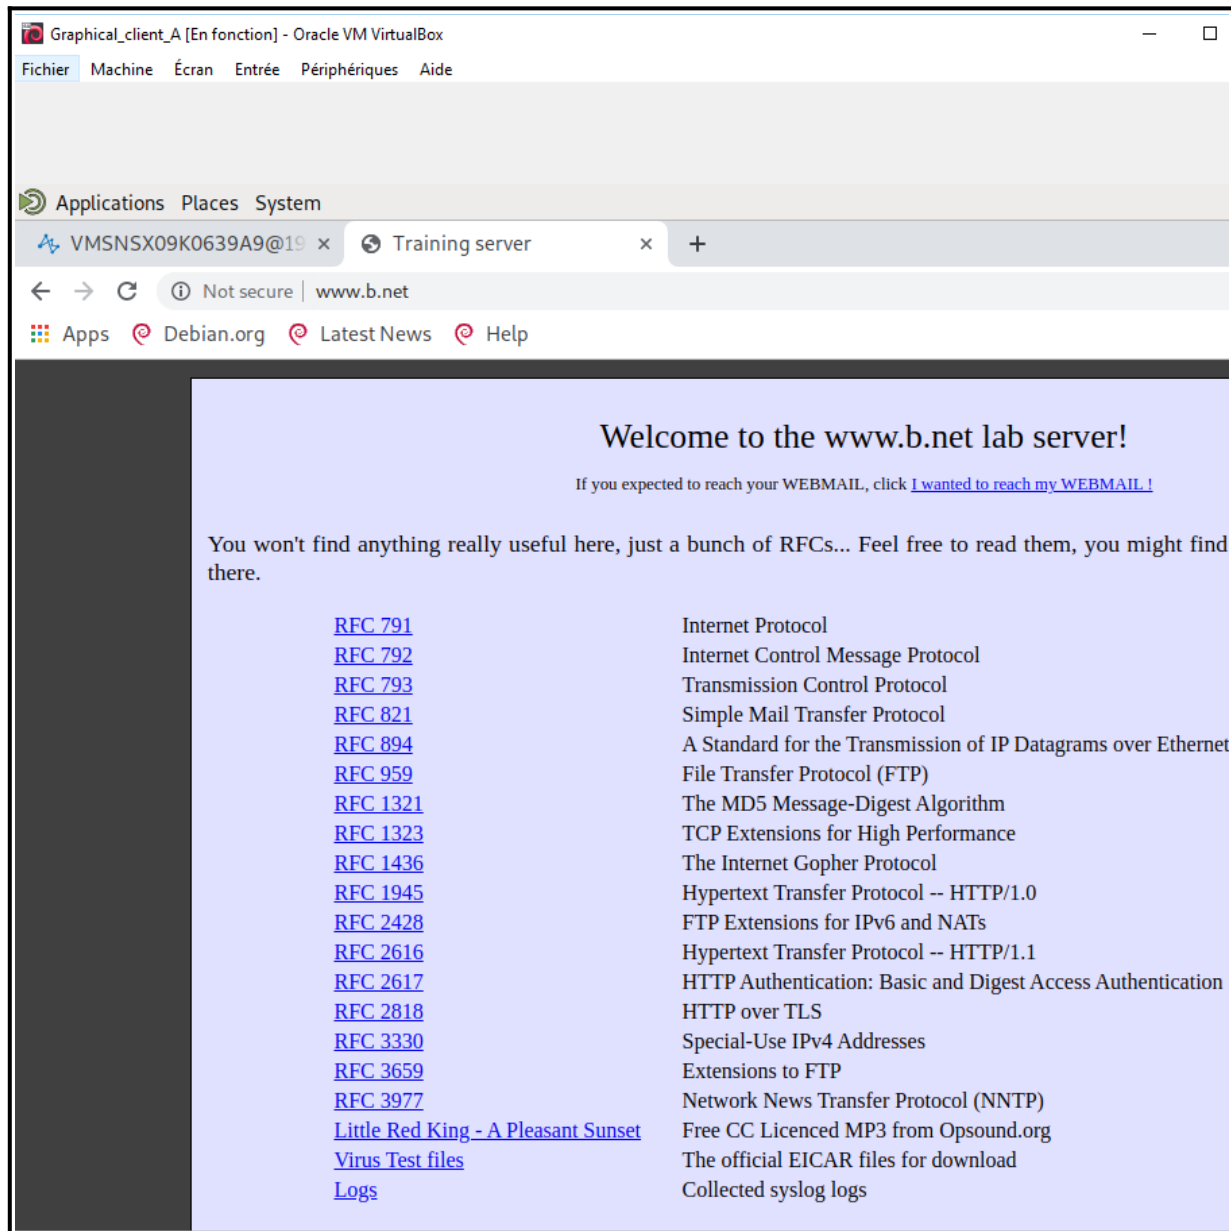 Graphical_client_A [En fonction] - Oracle VM VirtualBox
Fichier Machine Écran Entrée Périphériques Aide
Applications Places System
VMSNSX09K0639A9@19 × Training server × +
Not secure | www.b.net
Apps Debian.org Latest News Help
Welcome to the www.b.net lab server!
If you expected to reach your WEBMAIL, click I wanted to reach my WEBMAIL !
You won't find anything really useful here, just a bunch of RFCs... Feel free to read them, you might find
there.
RFC 791 Internet Protocol
RFC 792 Internet Control Message Protocol
RFC 793 Transmission Control Protocol
RFC 821 Simple Mail Transfer Protocol
RFC 894 A Standard for the Transmission of IP Datagrams over Ethernet
RFC 959 File Transfer Protocol (FTP)
RFC 1321 The MD5 Message-Digest Algorithm
RFC 1323 TCP Extensions for High Performance
RFC 1436 The Internet Gopher Protocol
RFC 1945 Hypertext Transfer Protocol -- HTTP/1.0
RFC 2428 FTP Extensions for IPv6 and NATs
RFC 2616 Hypertext Transfer Protocol -- HTTP/1.1
RFC 2617 HTTP Authentication: Basic and Digest Access Authentication
RFC 2818 HTTP over TLS
RFC 3330 Special-Use IPv4 Addresses
RFC 3659 Extensions to FTP
RFC 3977 Network News Transfer Protocol (NNTP)
Little Red King - A Pleasant Sunset Free CC Licenced MP3 from Opsound.org
Virus Test files The official EICAR files for download
Logs Collected syslog logs